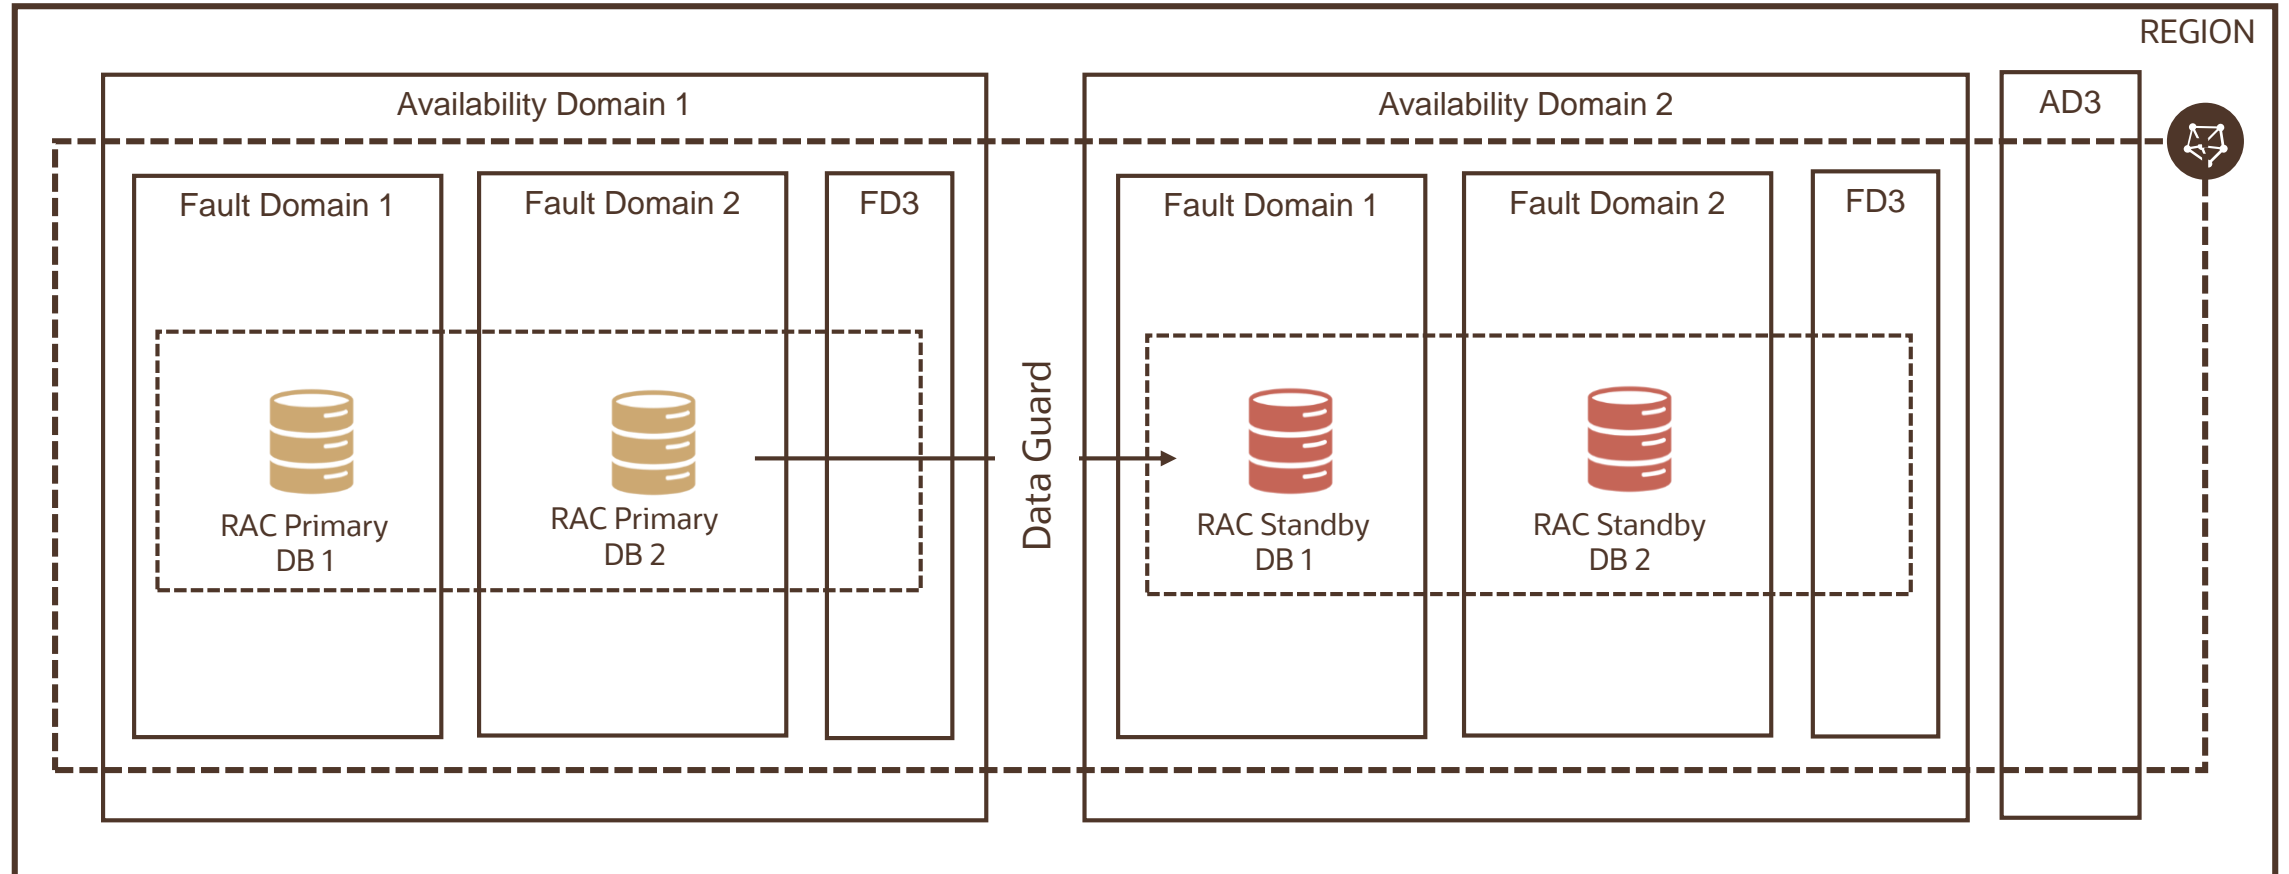 REGION
Availability Domain 1
Availability Domain 2
AD3
Fault Domain 1
Fault Domain 2
FD3
Fault Domain 1
Fault Domain 2
FD3
RAC Primary
DB 1
RAC Primary
DB 2
Data Guard
RAC Standby
DB 1
RAC Standby
DB 2